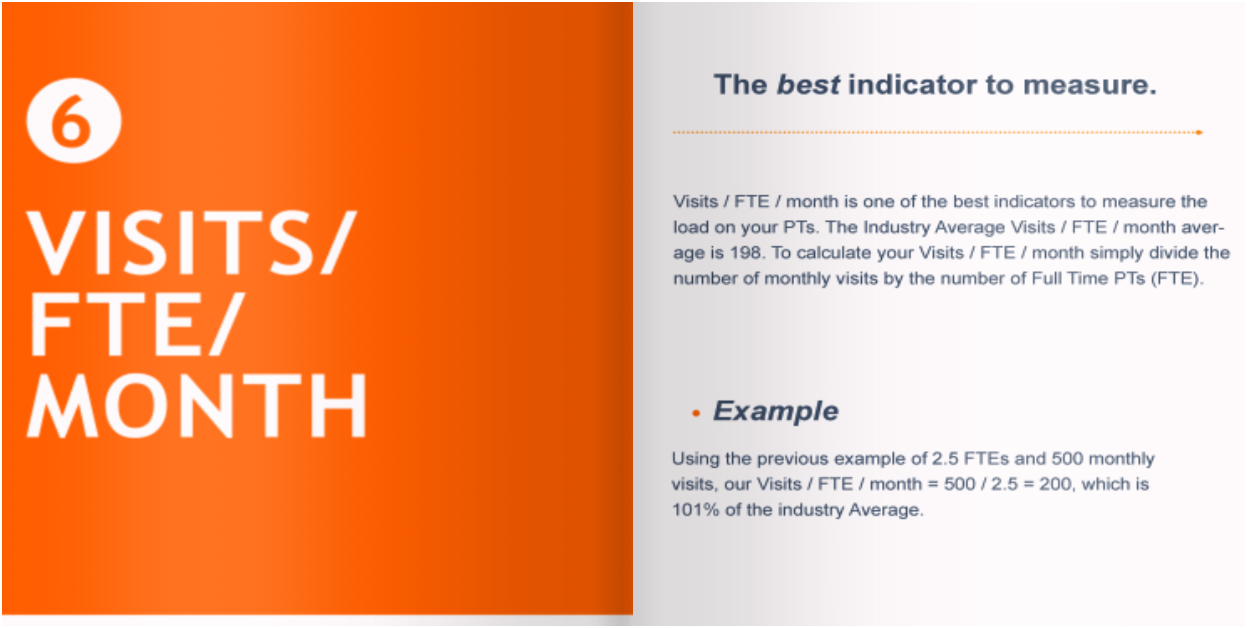 6
VISITS/
FTE/
MONTH
The best indicator to measure.
Visits / FTE / month is one of the best indicators to measure the
load on your PTs. The Industry Average Visits / FTE / month aver-
age is 198. To calculate your Visits / FTE / month simply divide the
number of monthly visits by the number of Full Time PTs (FTE).
• Example
Using the previous example of 2.5 FTEs and 500 monthly
visits, our Visits / FTE / month = 500 / 2.5 = 200, which is
101% of the industry Average.